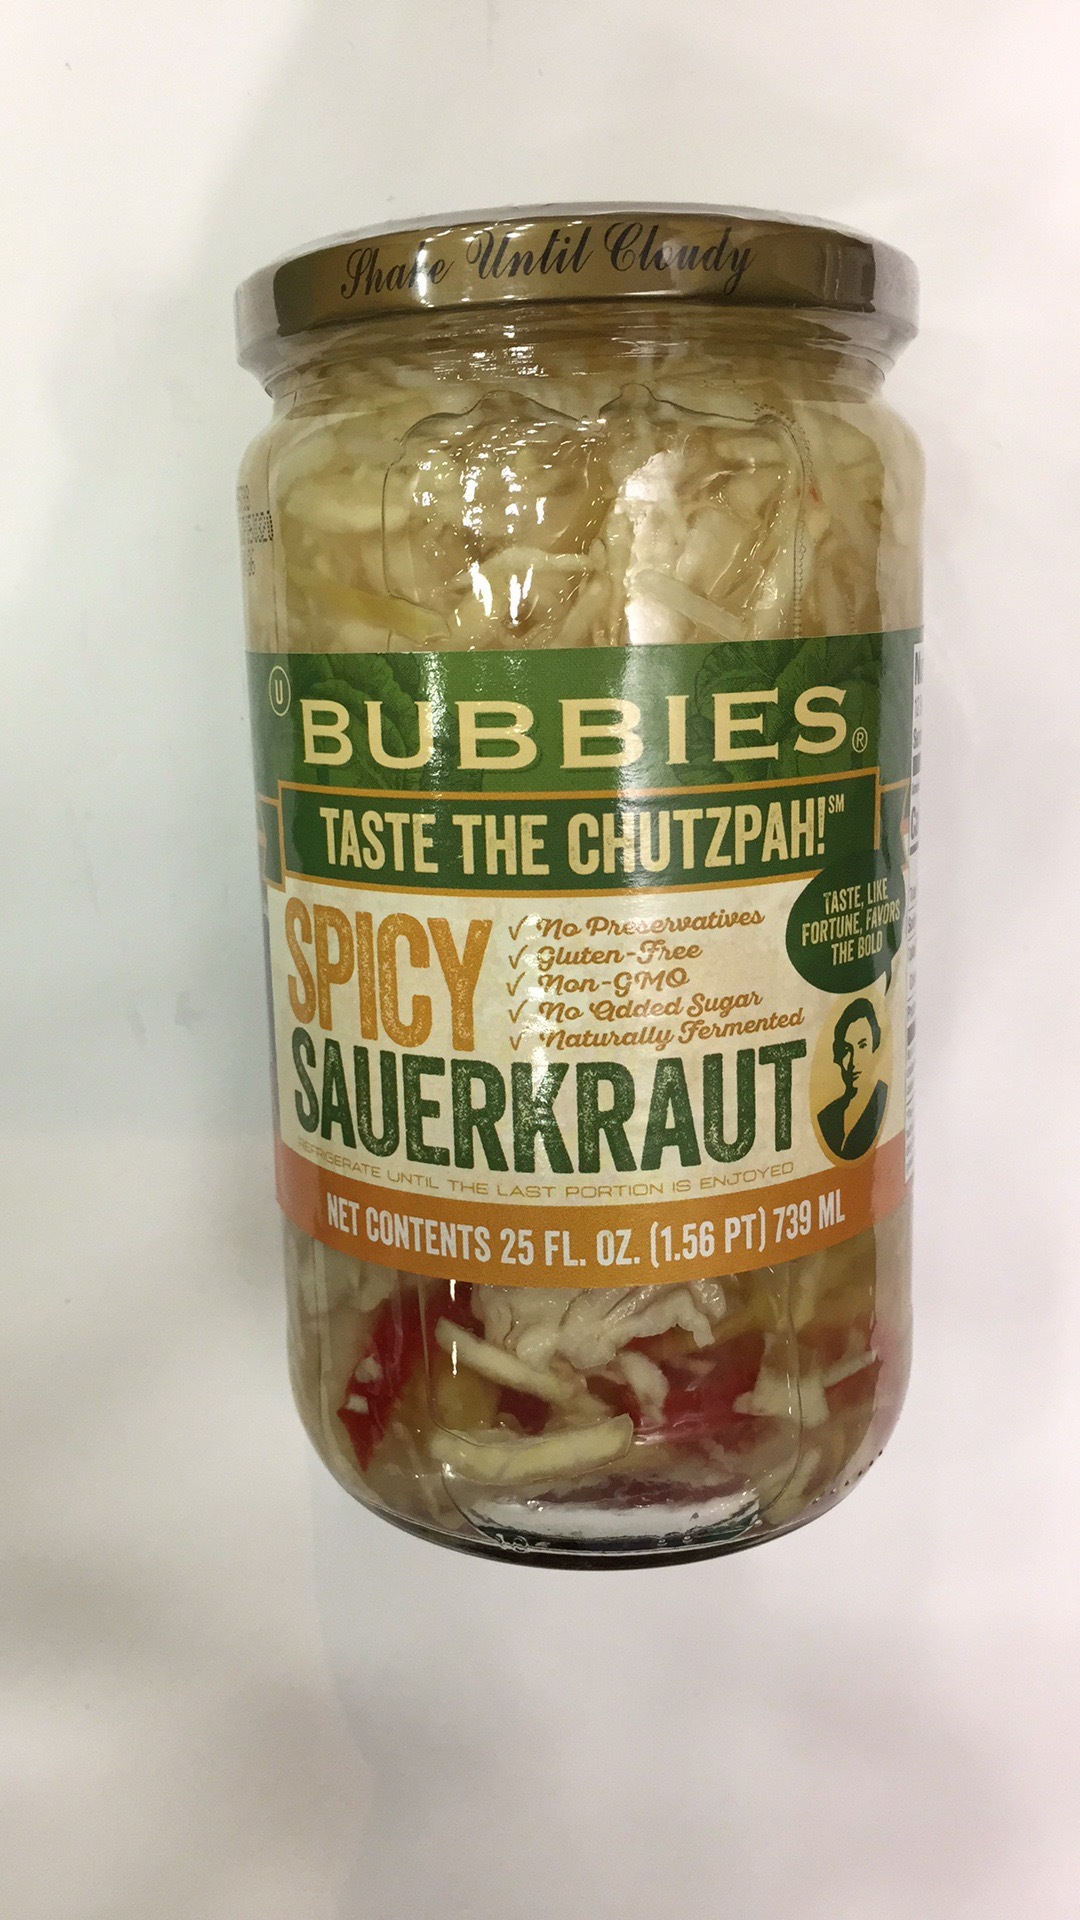 Shake Until Cloudy
U
BUBBIES®
TASTE THE CHUTZPAH!℠
SPICY
✓ No Preservatives
✓ Gluten-Free
✓ Non-GMO
✓ No Added Sugar
✓ Naturally Fermented
TASTE, LIKE
FORTUNE, FAVORS
THE BOLD
SAUERKRAUT
REFRIGERATE UNTIL THE LAST PORTION IS ENJOYED
NET CONTENTS 25 FL. OZ. (1.56 PT) 739 ML